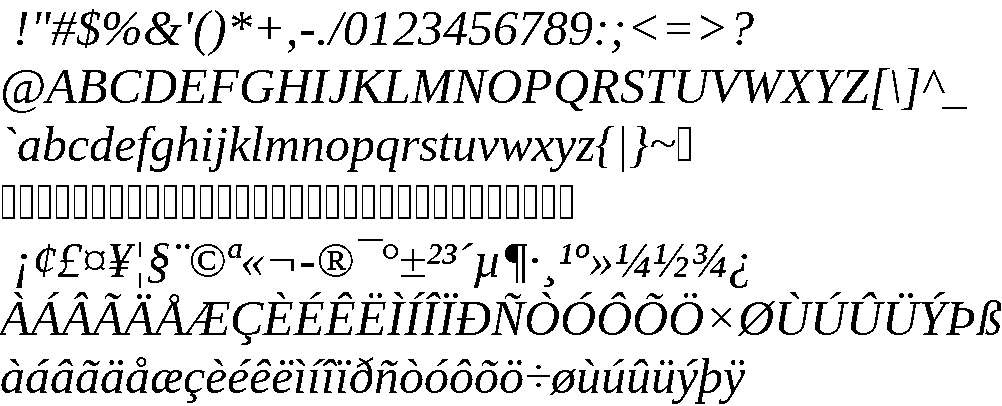 !"#$%&'()*+,-./0123456789:;<=>?
@ABCDEFGHIJKLMNOPQRSTUVWXYZ[\]^_
`abcdefghijklmnopqrstuvwxyz{|}~
¡¢£¤¥¦§¨©ª«¬-®¯°±²³´µ¶·¸¹º»¼½¾¿
ÀÁÂÃÄÅÆÇÈÉÊËÌÍÎÏÐÑÒÓÔÕÖ×ØÙÚÛÜÝÞß
àáâãäåæçèéêëìíîïðñòóôõö÷øùúûüýþÿ